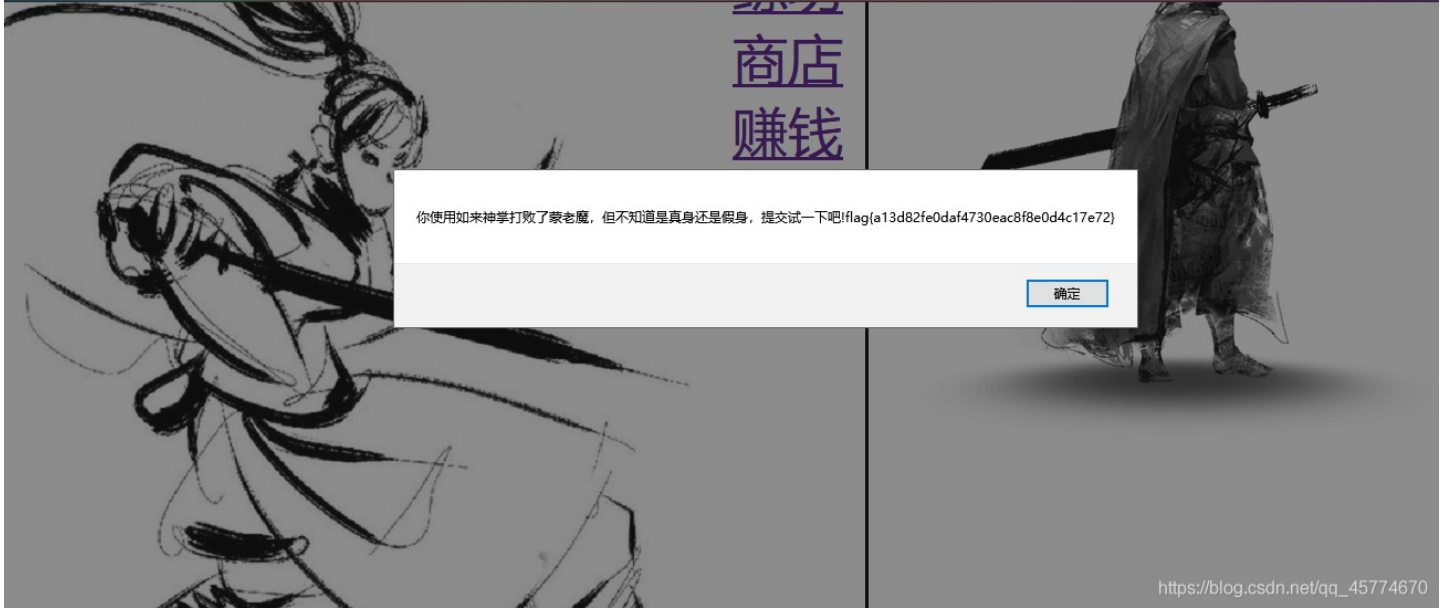 商店
赚钱
你使用如来神掌打败了蒙老魔，但不知道是真身还是假身，提交试一下吧!flag{a13d82fe0daf4730eac8f8e0d4c17e72}
确定
https://blog.csdn.net/qq_45774670